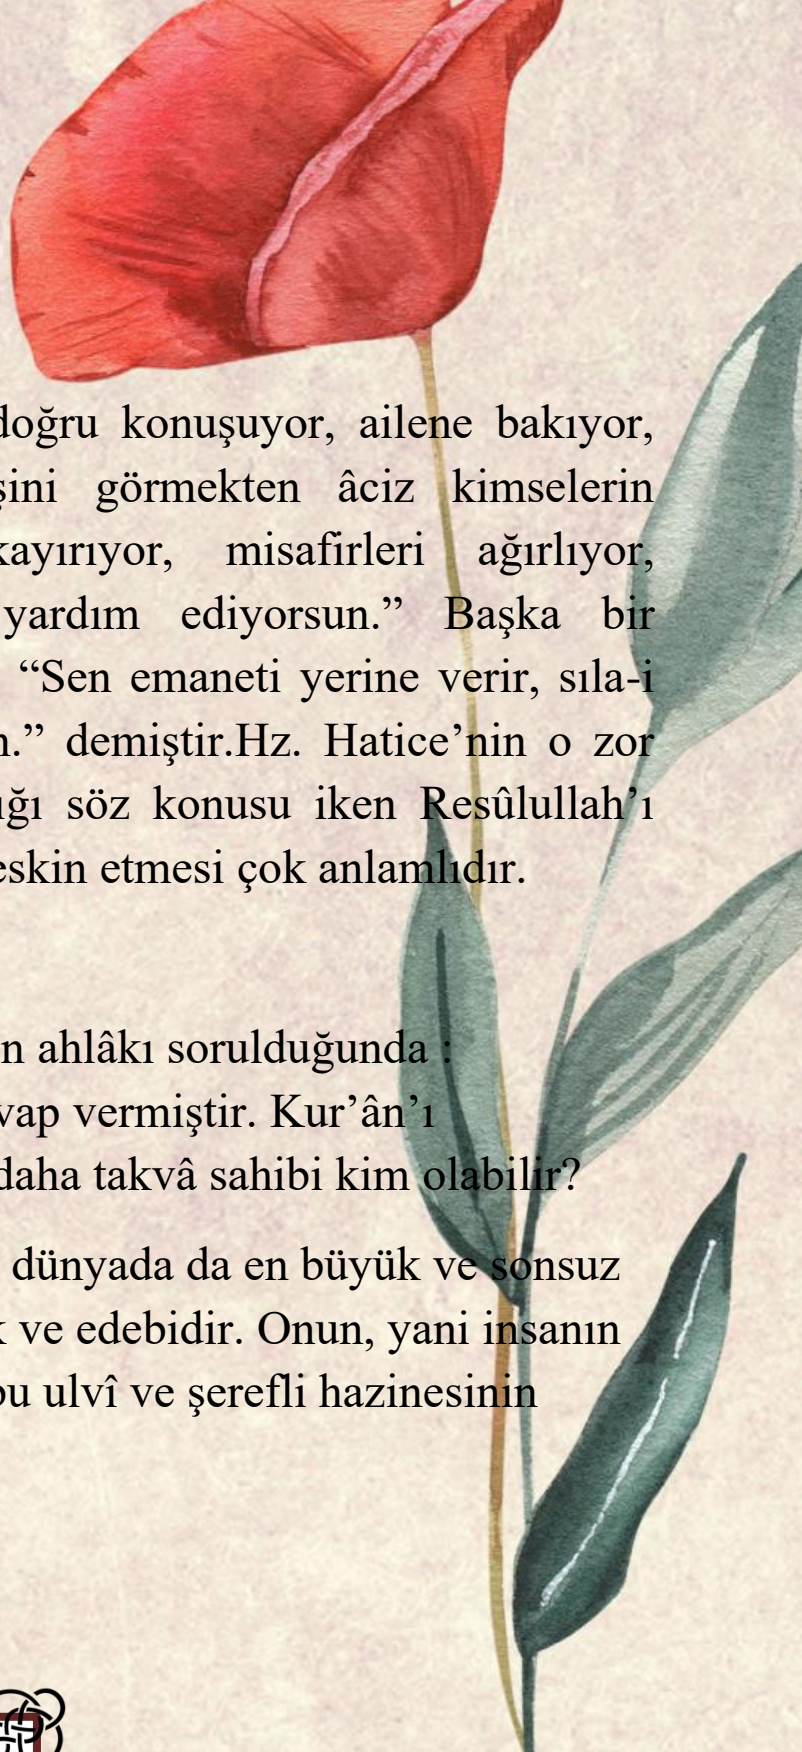 doğru konuşuyor, ailene bakıyor,
şini görmekten âciz kimselerin
kayırıyor, misafirleri ağırlıyor,
yardım ediyorsun.” Başka bir
“Sen emaneti yerine verir, sıla-i
n.” demiştir.Hz. Hatice’nin o zor
ığı söz konusu iken Resûlullah’ı
eskin etmesi çok anlamlıdır.
n ahlâkı sorulduğunda :
vap vermiştir. Kur’ân’ı
daha takvâ sahibi kim olabilir?
dünyada da en büyük ve sonsuz
k ve edebidir. Onun, yani insanın
bu ulvî ve şerefli hazinesinin